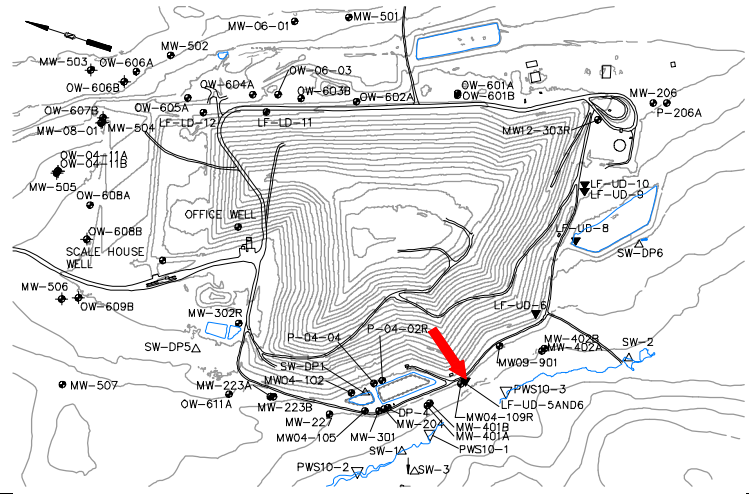 MW-501
MW-06-01
MW-502
MW-503
OW-606A
OW-606B
OW-604A
OW-06-03
OW-603B
OW-602A
OW-601A
OW-601B
MW-206
P-206A
OW-607B
OW-605A
LF-LD-12
LF-LD-11
MW-08-01
MW-504
MW12-303R
OW-04-11A
OW-04-11B
MW-505
LF-UD-10
LF-UD-9
OW-608A
OFFICE WELL
LF-UD-8
OW-608B
SCALE HOUSE
WELL
SW-DP6
MW-506
OW-609B
MW-302R
LF-UD-6
P-04-04
P-04-02R
SW-DP5
MW-402B
MW-402A
SW-2
SW-DP1
MW09-901
MW04-102
MW-507
MW-223A
PWS10-3
OW-611A
MW-223B
LF-UD-5AND6
DP-4
MW04-109R
MW-227
MW-204
MW-401B
MW04-105
MW-301
MW-401A
SW-1
PWS10-1
PWS10-2
SW-3